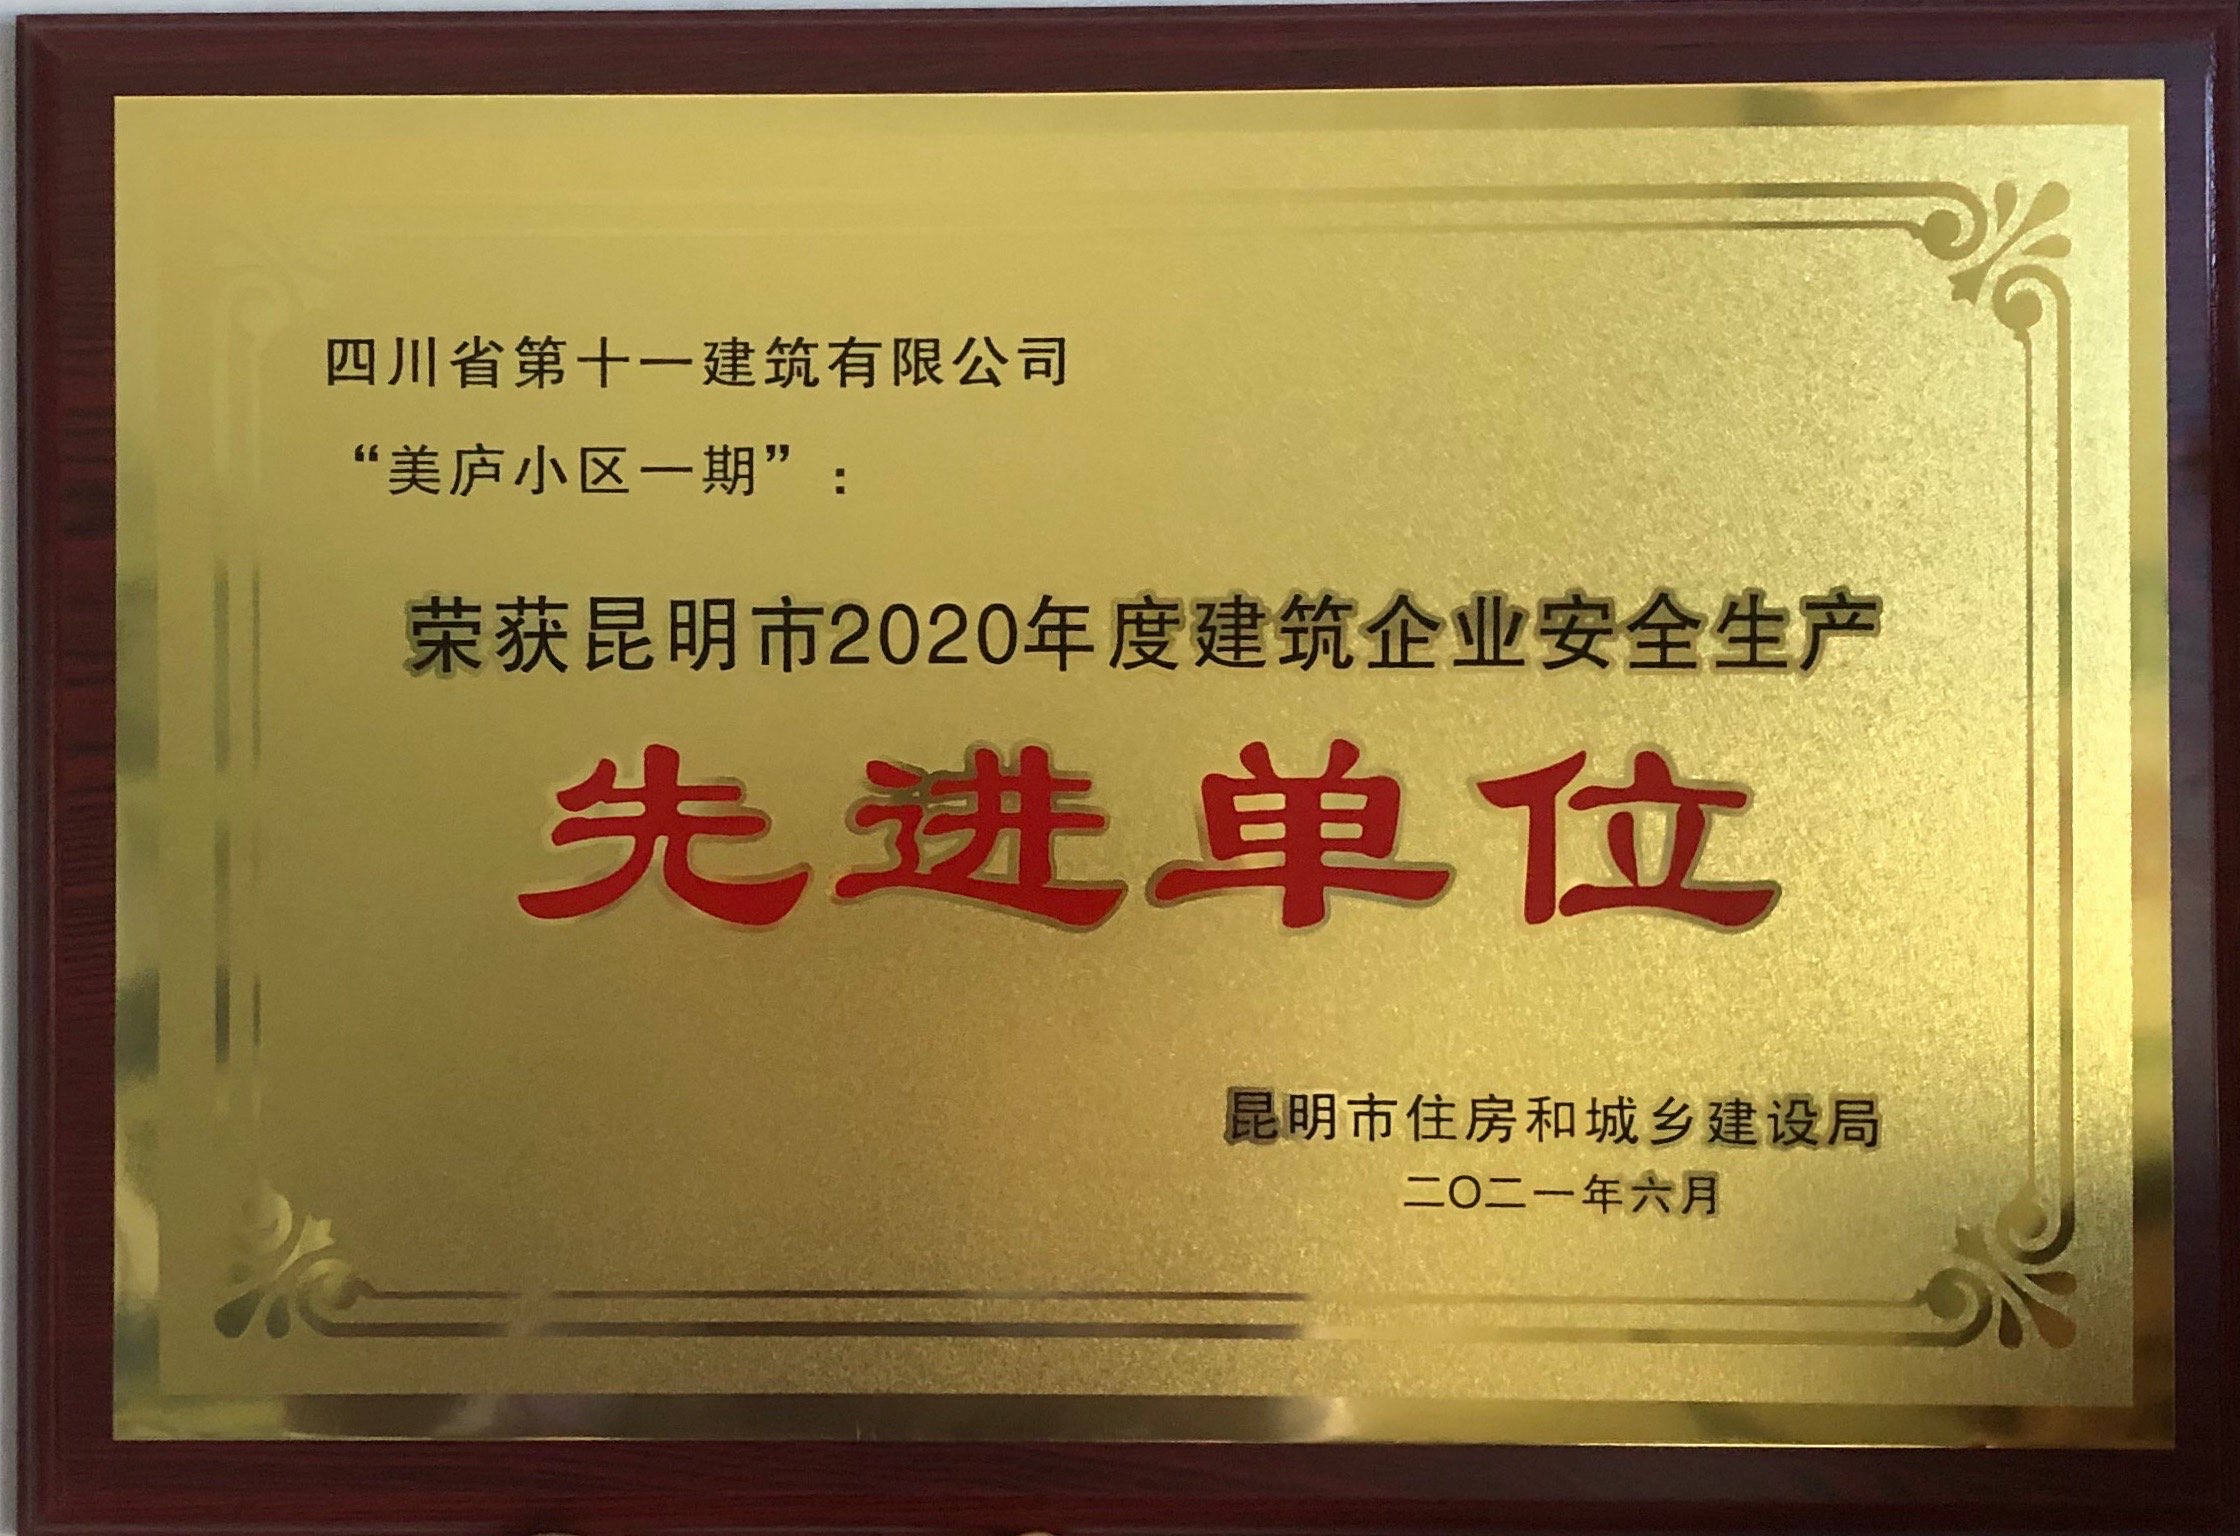 四川省第十一建筑有限公司
“美庐小区一期”：
荣获昆明市2020年度建筑企业安全生产
先进单位
昆明市住房和城乡建设局
二〇二一年六月